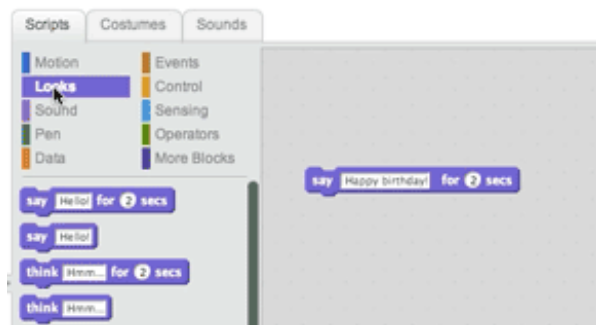 Scripts Costumes Sounds
Motion Events
Looks Control
Sound Sensing
Pen Operators
Data More Blocks
say Hello! for 2 secs
say Hello!
think Hmm... for 2 secs
think Hmm...
say Happy birthday! for 2 secs